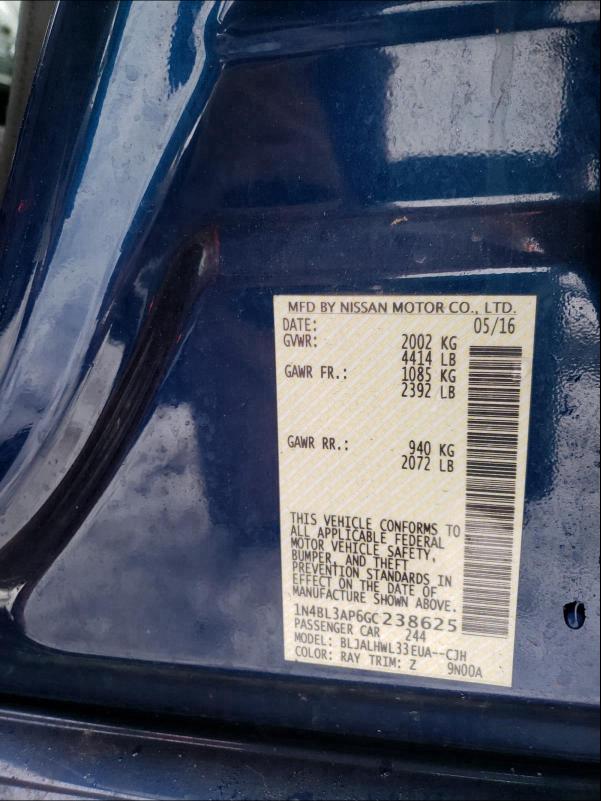 MFD BY NISSAN MOTOR CO., LTD.
DATE: 05/16
GVWR: 2002 KG
4414 LB
GAWR FR.: 1085 KG
2392 LB
GAWR RR.: 940 KG
2072 LB
THIS VEHICLE CONFORMS TO
ALL APPLICABLE FEDERAL
MOTOR VEHICLE SAFETY,
BUMPER, AND THEFT
PREVENTION STANDARDS IN
EFFECT ON THE DATE OF
MANUFACTURE SHOWN ABOVE.
1N4BL3AP6GC238625
PASSENGER CAR 244
MODEL: BLJALHWL33EUA--CJH
COLOR: RAY TRIM: Z 9N00A